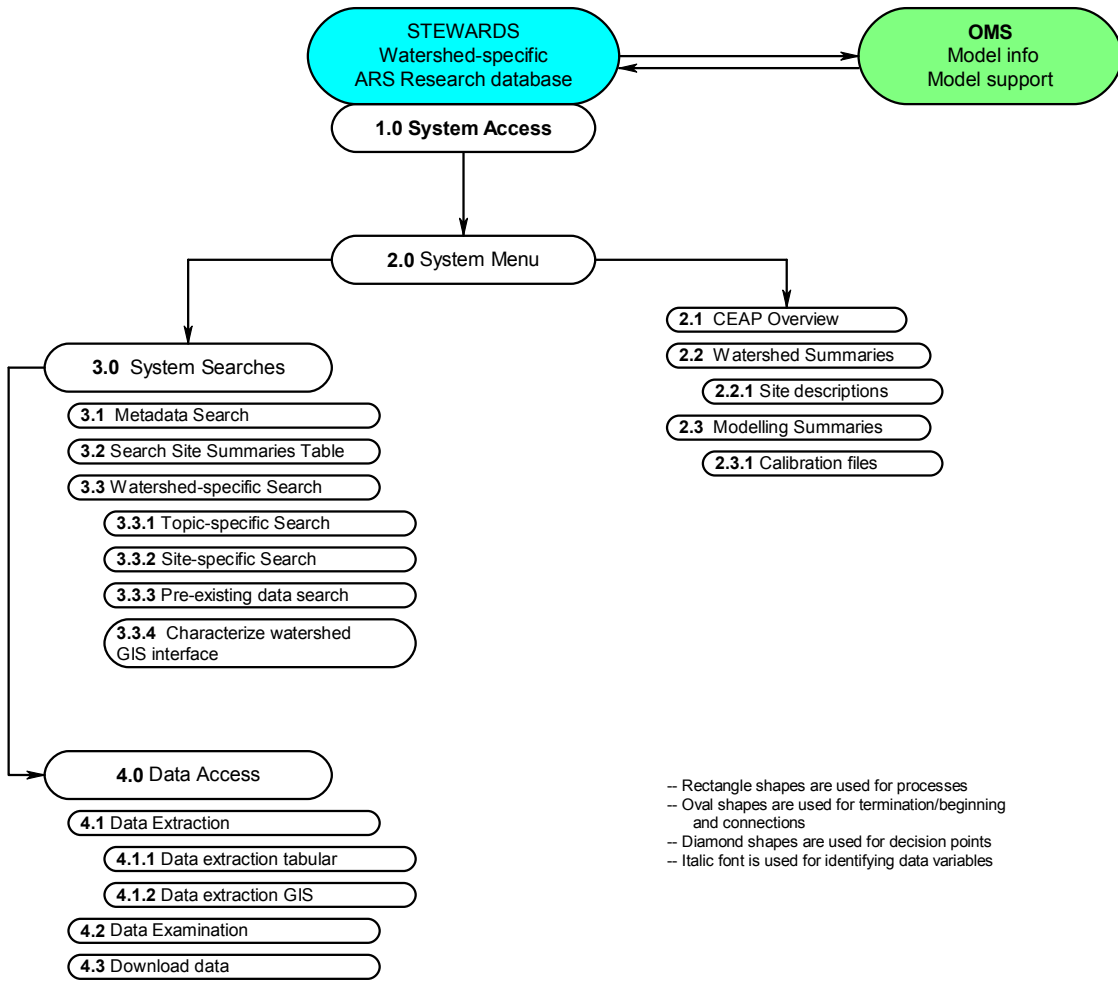 STEWARDS
Watershed-specific
ARS Research database
OMS
Model info
Model support
1.0 System Access
2.0 System Menu
3.0 System Searches
3.1 Metadata Search
3.2 Search Site Summaries Table
3.3 Watershed-specific Search
3.3.1 Topic-specific Search
3.3.2 Site-specific Search
3.3.3 Pre-existing data search
3.3.4 Characterize watershed
GIS interface
2.1 CEAP Overview
2.2 Watershed Summaries
2.2.1 Site descriptions
2.3 Modelling Summaries
2.3.1 Calibration files
4.0 Data Access
4.1 Data Extraction
4.1.1 Data extraction tabular
4.1.2 Data extraction GIS
4.2 Data Examination
4.3 Download data
-- Rectangle shapes are used for processes
-- Oval shapes are used for termination/beginning
and connections
-- Diamond shapes are used for decision points
-- Italic font is used for identifying data variables